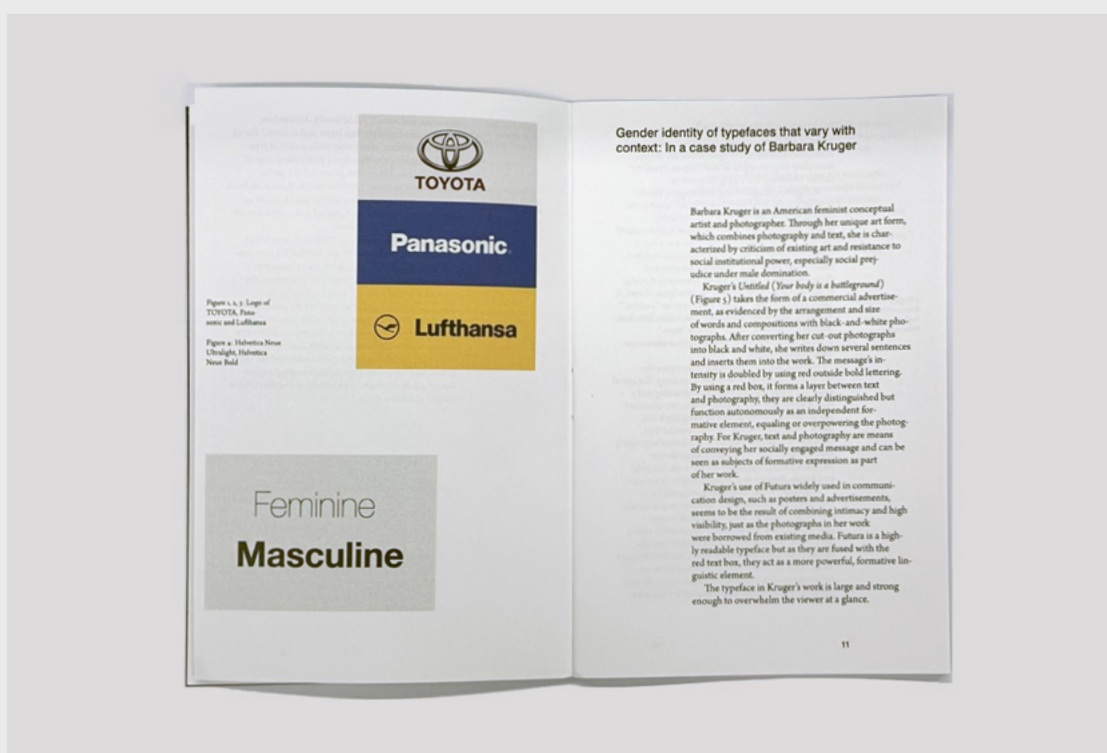 TOYOTA
Panasonic
Lufthansa
Figure 1, 2, 3: Logo of
TOYOTA, Pana-
sonic and Lufthansa
Figure 4: Helvetica Neue
Ultralight, Helvetica
Neue Bold
Feminine
Masculine
Gender identity of typefaces that vary with
context: In a case study of Barbara Kruger
Barbara Kruger is an American feminist conceptual
artist and photographer. Through her unique art form,
which combines photography and text, she is char-
acterized by criticism of existing art and resistance to
social institutional power, especially social prej-
udice under male domination.
Kruger's Untitled (Your body is a battleground)
(Figure 5) takes the form of a commercial advertise-
ment, as evidenced by the arrangement and size
of words and compositions with black-and-white pho-
tographs. After converting her cut-out photographs
into black and white, she writes down several sentences
and inserts them into the work. The message's in-
tensity is doubled by using red outside bold lettering.
By using a red box, it forms a layer between text
and photography, they are clearly distinguished but
function autonomously as an independent for-
mative element, equaling or overpowering the photog-
raphy. For Kruger, text and photography are means
of conveying her socially engaged message and can be
seen as subjects of formative expression as part
of her work.
Kruger's use of Futura widely used in communi-
cation design, such as posters and advertisements,
seems to be the result of combining intimacy and high
visibility, just as the photographs in her work
were borrowed from existing media. Futura is a high-
ly readable typeface but as they are fused with the
red text box, they act as a more powerful, formative lin-
guistic element.
The typeface in Kruger's work is large and strong
enough to overwhelm the viewer at a glance.
11